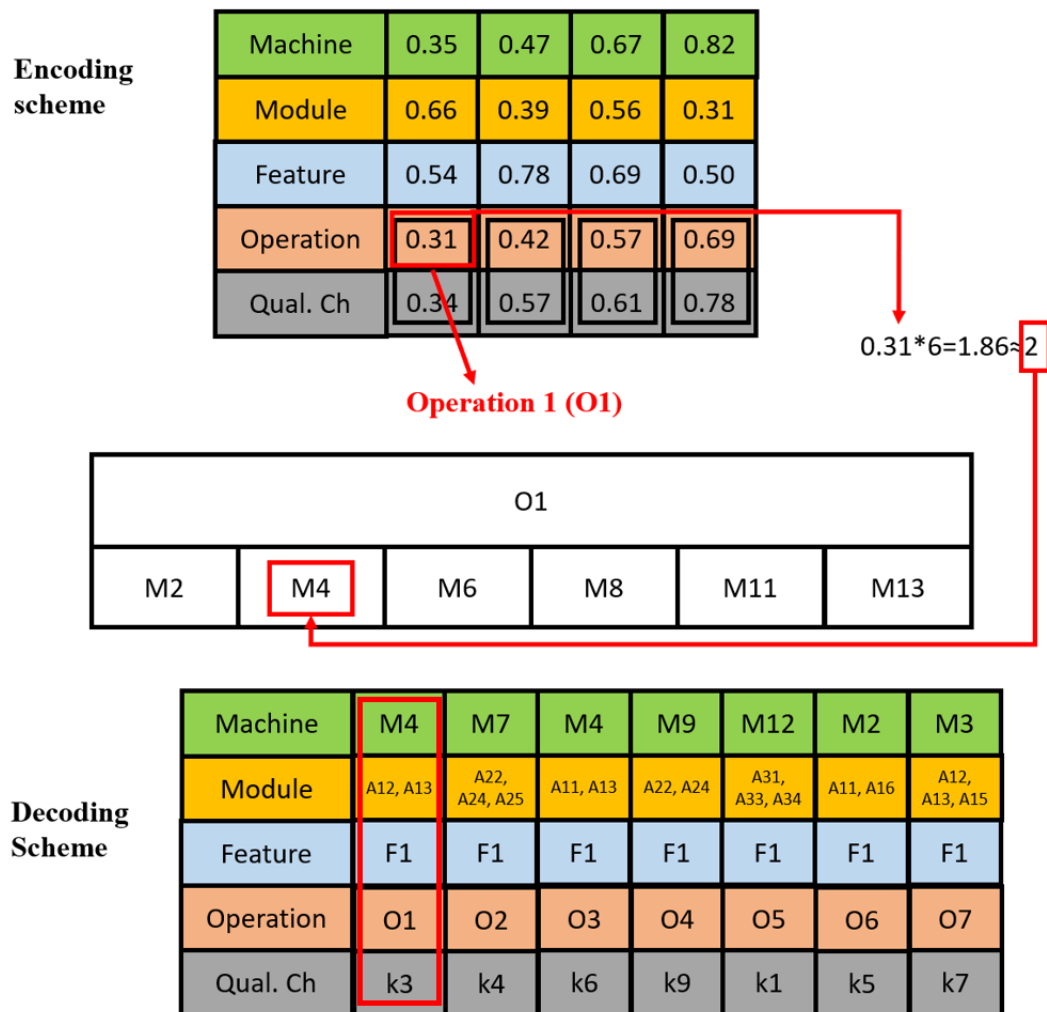 Encoding
scheme
Machine 0.35 0.47 0.67 0.82
Module 0.66 0.39 0.56 0.31
Feature 0.54 0.78 0.69 0.50
Operation 0.31 0.42 0.57 0.69
Qual. Ch 0.34 0.57 0.61 0.78
0.31*6=1.86≈2
Operation 1 (O1)
O1
M2 M4 M6 M8 M11 M13
Decoding
Scheme
Machine M4 M7 M4 M9 M12 M2 M3
Module A12, A13 A22, A24, A25 A11, A13 A22, A24 A31, A33, A34 A11, A16 A12, A13, A15
Feature F1 F1 F1 F1 F1 F1 F1
Operation O1 O2 O3 O4 O5 O6 O7
Qual. Ch k3 k4 k6 k9 k1 k5 k7